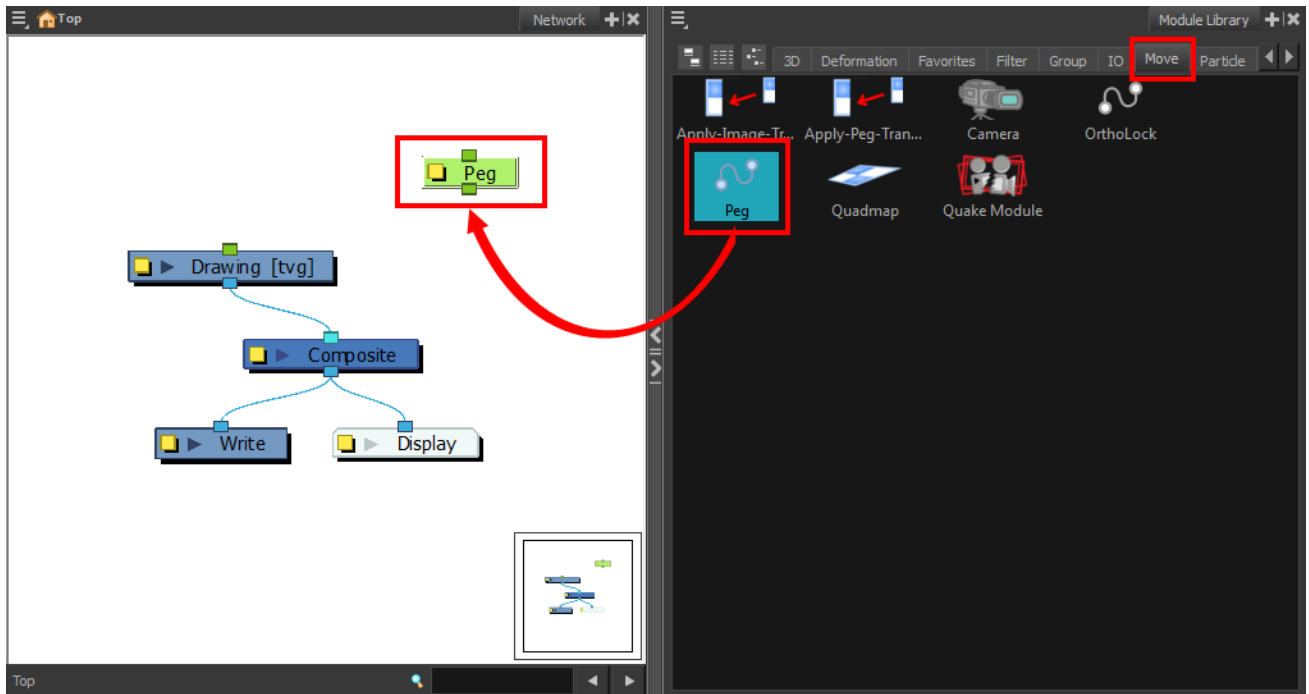 Top
Network
Peg
Drawing [tvg]
Composite
Write
Display
Top
Module Library
3D
Deformation
Favorites
Filter
Group
IO
Move
Particle
Apply-Image-Tr...
Apply-Peg-Tran...
Camera
OrthoLock
Peg
Quadmap
Quake Module